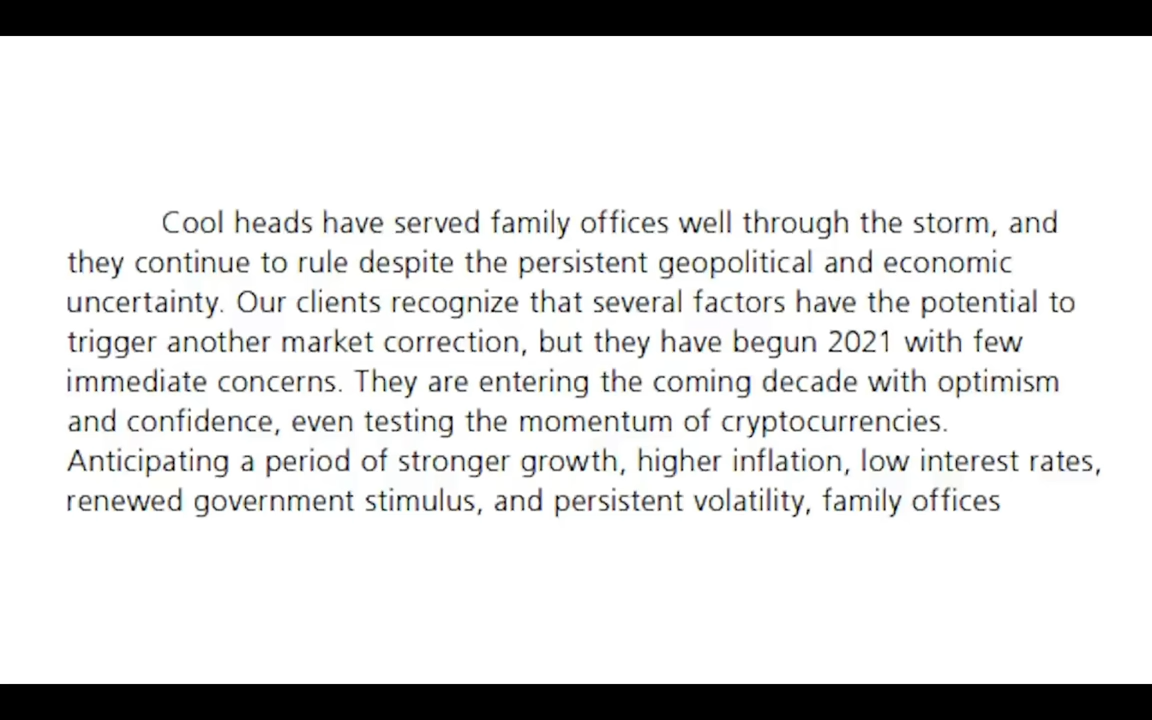 Cool heads have served family offices well through the storm, and
they continue to rule despite the persistent geopolitical and economic
uncertainty. Our clients recognize that several factors have the potential to
trigger another market correction, but they have begun 2021 with few
immediate concerns. They are entering the coming decade with optimism
and confidence, even testing the momentum of cryptocurrencies.
Anticipating a period of stronger growth, higher inflation, low interest rates,
renewed government stimulus, and persistent volatility, family offices